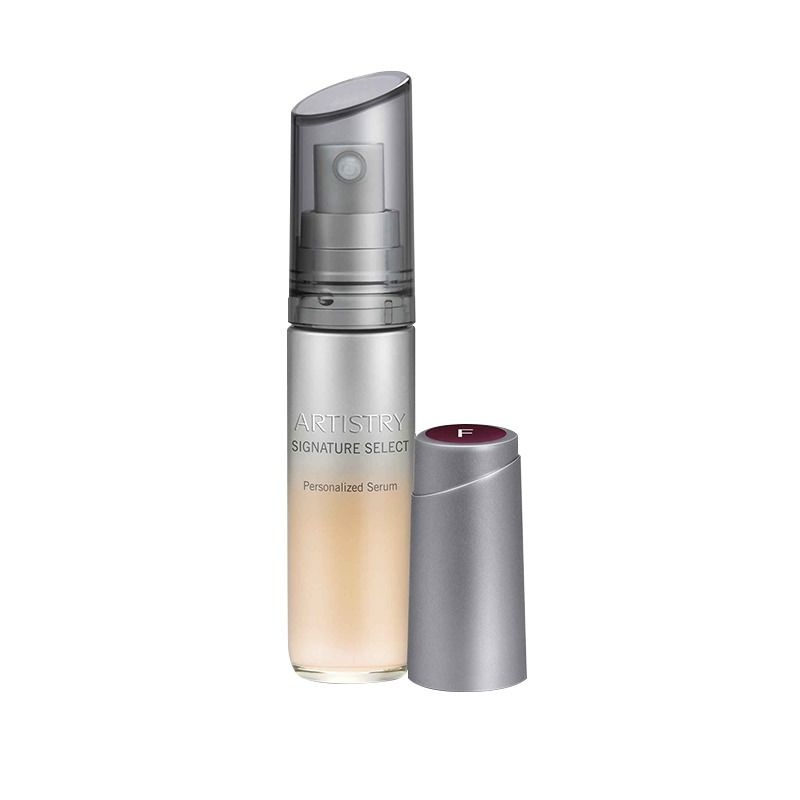 ARTISTRY
SIGNATURE SELECT
Personalized Serum
F